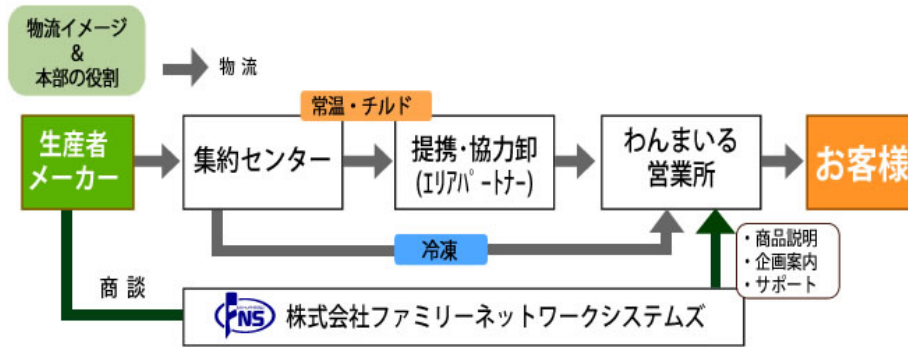 物流イメージ
&
本部の役割
物 流
常温・チルド
生産者
メーカー
集約センター
提携・協力卸
(エリアパートナー)
わんまいる
営業所
お客様
冷凍
・商品説明
・企画案内
・サポート
商 談
FNS 株式会社ファミリーネットワークシステムズ